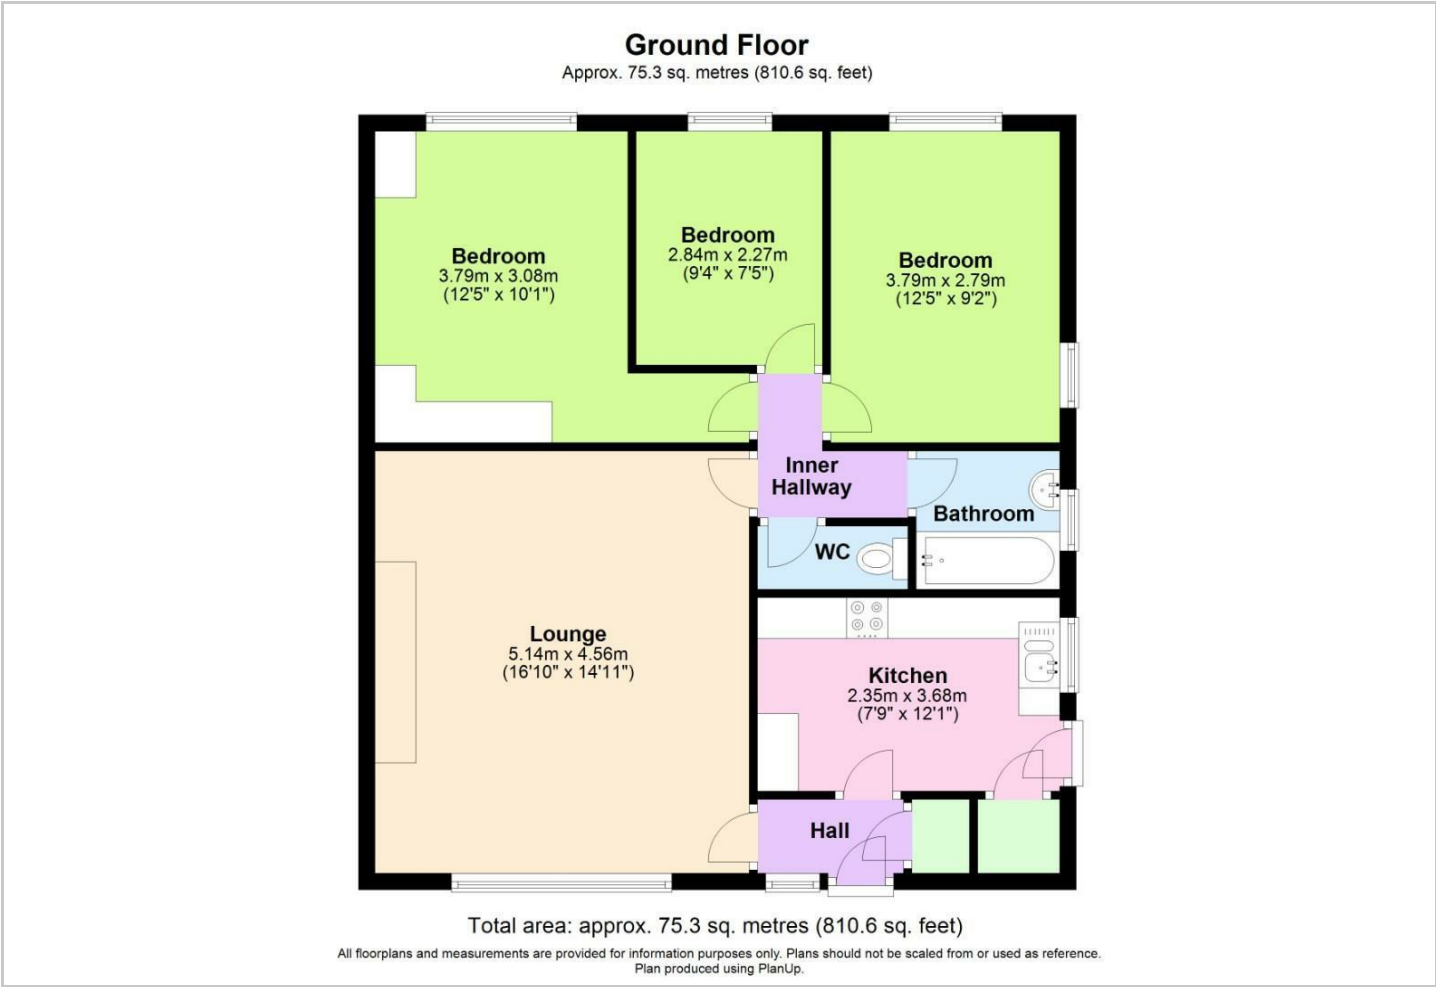 Ground Floor
Approx. 75.3 sq. metres (810.6 sq. feet)
Bedroom
3.79m x 3.08m
(12'5" x 10'1")
Bedroom
2.84m x 2.27m
(9'4" x 7'5")
Bedroom
3.79m x 2.79m
(12'5" x 9'2")
Inner
Hallway
Bathroom
WC
Lounge
5.14m x 4.56m
(16'10" x 14'11")
Kitchen
2.35m x 3.68m
(7'9" x 12'1")
Hall
Total area: approx. 75.3 sq. metres (810.6 sq. feet)
All floorplans and measurements are provided for information purposes only. Plans should not be scaled from or used as reference.
Plan produced using PlanUp.